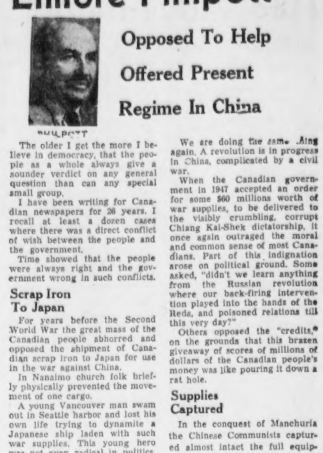 Elmore Philpott
Opposed To Help
Offered Present
Regime In China
PHILPOTT
The older I get the more I be-
lieve in democracy, that the peo-
ple as a whole always give a
sounder verdict on any general
question than can any special
small group.
I have been writing for Cana-
dian newspapers for 26 years. I
recall at least a dozen cases
where there was a direct conflict
of wish between the people and
the government.
Time showed that the people
were always right and the gov-
ernment wrong in such conflicts.
Scrap Iron
To Japan
For years before the Second
World War the great mass of the
Canadian people abhorred and
opposed the shipment of Cana-
dian scrap iron to Japan for use
in the war against China.
In Nanaimo church folk brief-
ly physically prevented the move-
ment of one cargo.
A young Vancouver man swam
out in Seattle harbor and lost his
own life trying to dynamite a
Japanese ship laden with such
war supplies. This young hero
was not even radical in politics,
We are doing the same thing
again. A revolution is in progress
in China, complicated by a civil
war.
When the Canadian govern-
ment in 1947 accepted an order
for some $60 millions worth of
war supplies, to be delivered to
the visibly crumbling, corrupt
Chiang Kai-Shek dictatorship, it
once again outraged the moral
and common sense of most Cana-
dians. Part of this indignation
rose on political ground. Some
asked, "didn't we learn anything
from the Russian revolution
where our back-firing interven-
tion played into the hands of the
Reds, and poisoned relations till
this very day?"
Others opposed the "credits,"
on the grounds that this brazen
giveaway of scores of millions of
dollars of the Canadian people's
money was like pouring it down a
rat hole.
Supplies
Captured
In the conquest of Manchuria
the Chinese Communists captur-
ed almost intact the full equip-